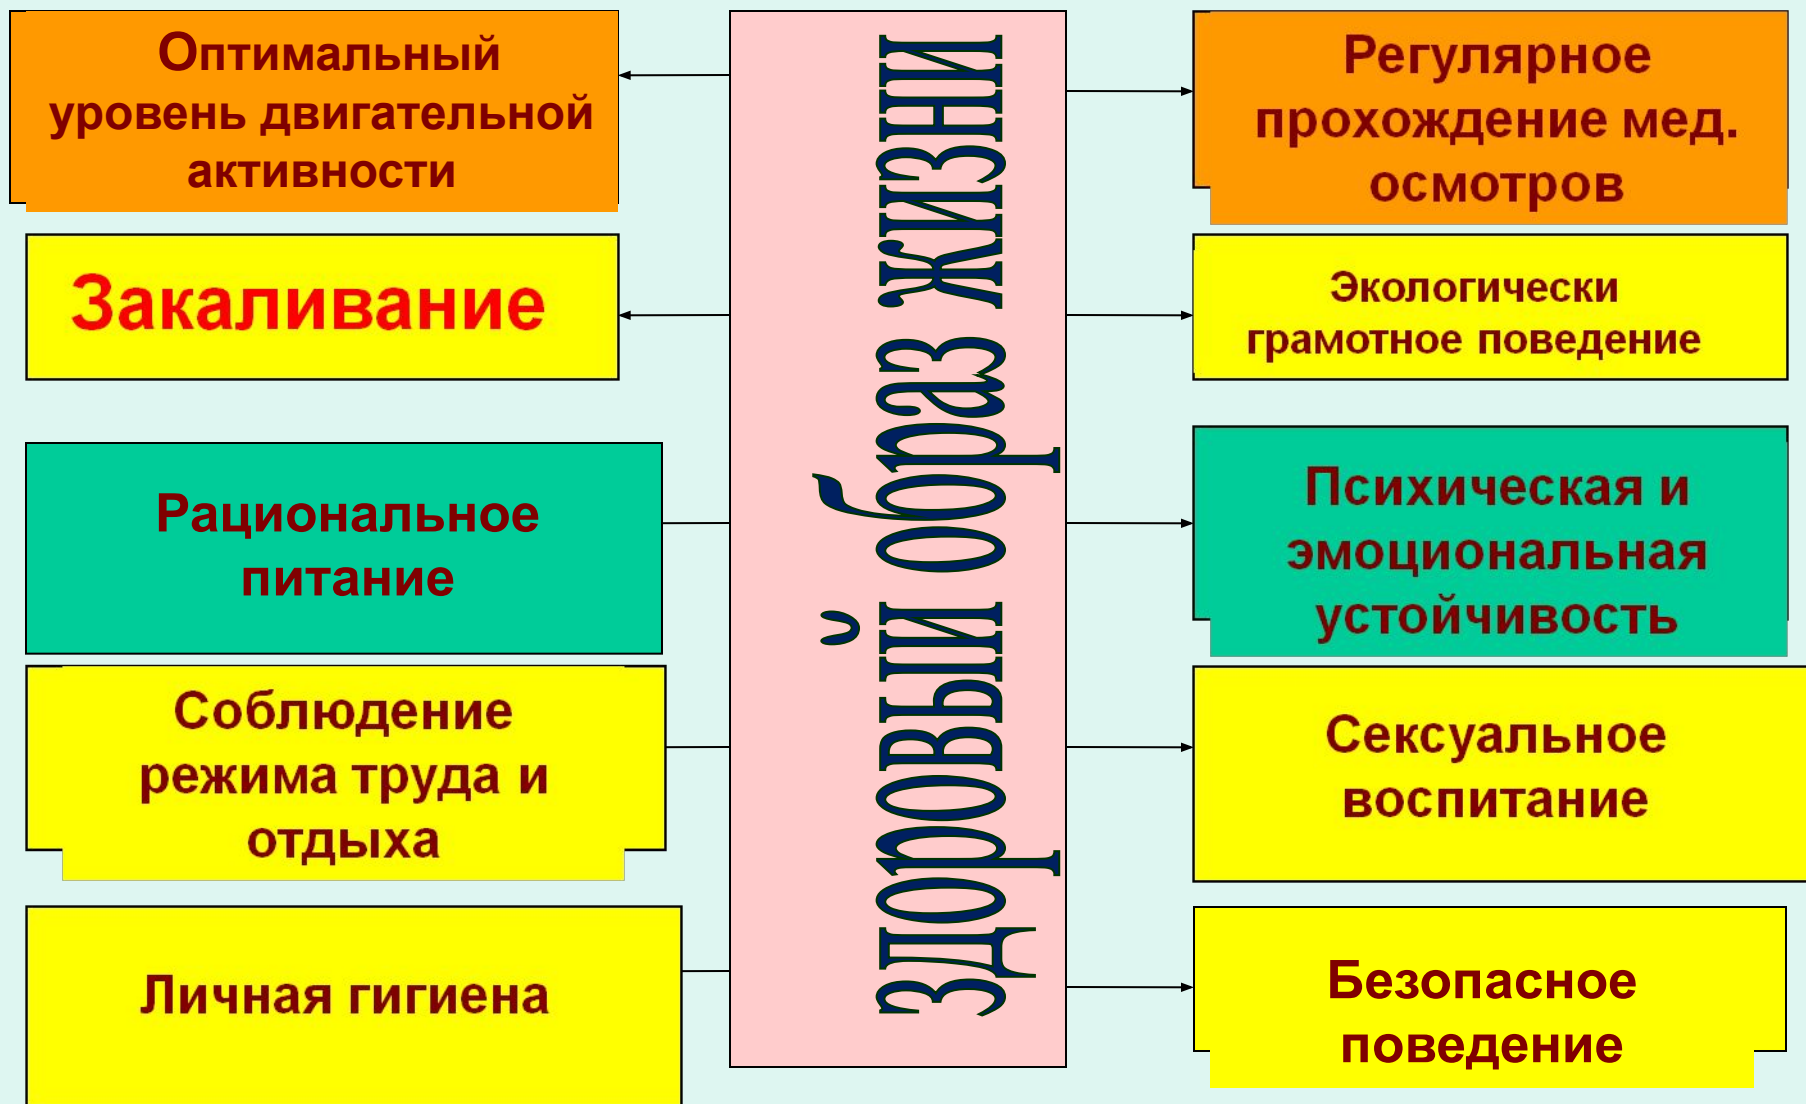 Оптимальный
уровень двигательной
активности
Закаливание
Рациональное
питание
Соблюдение
режима труда и
отдыха
Личная гигиена
здоровый образ жизни
Регулярное
прохождение мед.
осмотров
Экологически
грамотное поведение
Психическая и
эмоциональная
устойчивость
Сексуальное
воспитание
Безопасное
поведение